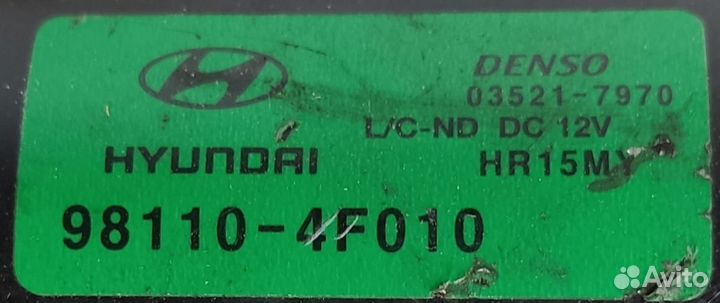 DENSO
03521-7970
L/C-ND DC 12V
HYUNDAI
HR15MY
98110-4F010
Avito